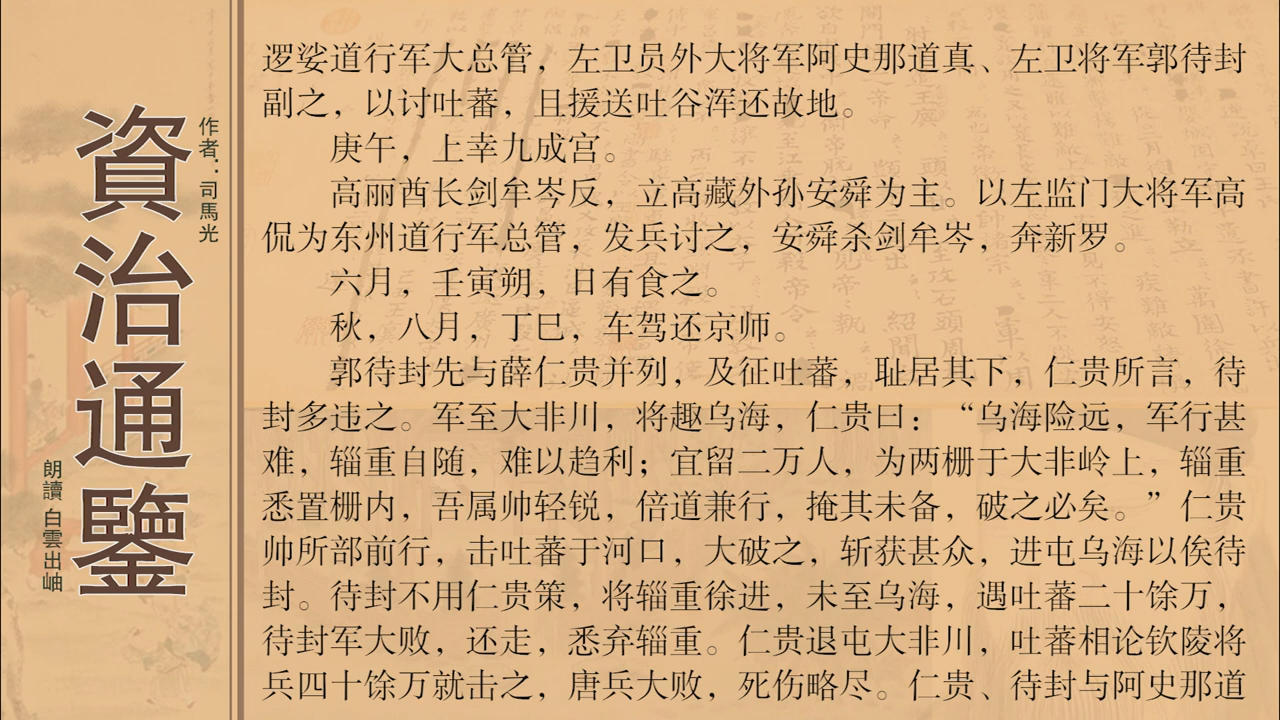 資治通鑒
作者：司馬光
朗讀 白雲出岫
逻娑道行军大总管，左卫员外大将军阿史那道真、左卫将军郭待封
副之，以讨吐蕃，且援送吐谷浑还故地。
庚午，上幸九成宫。
高丽酋长剑牟岑反，立高藏外孙安舜为主。以左监门大将军高
侃为东州道行军总管，发兵讨之，安舜杀剑牟岑，奔新罗。
六月，壬寅朔，日有食之。
秋，八月，丁巳，车驾还京师。
郭待封先与薛仁贵并列，及征吐蕃，耻居其下，仁贵所言，待
封多违之。军至大非川，将趣乌海，仁贵曰：“乌海险远，军行甚
难，辎重自随，难以趋利；宜留二万人，为两栅于大非岭上，辎重
悉置栅内，吾属帅轻锐，倍道兼行，掩其未备，破之必矣。”仁贵
帅所部前行，击吐蕃于河口，大破之，斩获甚众，进屯乌海以俟待
封。待封不用仁贵策，将辎重徐进，未至乌海，遇吐蕃二十馀万，
待封军大败，还走，悉弃辎重。仁贵退屯大非川，吐蕃相论钦陵将
兵四十馀万就击之，唐兵大败，死伤略尽。仁贵、待封与阿史那道